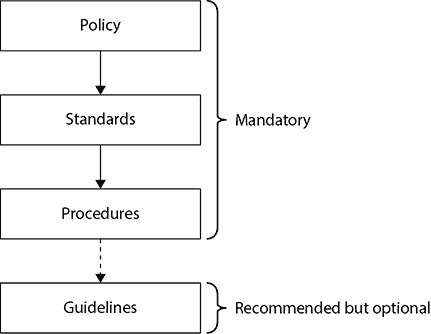 Policy
Standards
Mandatory
Procedures
Guidelines
Recommended but optional